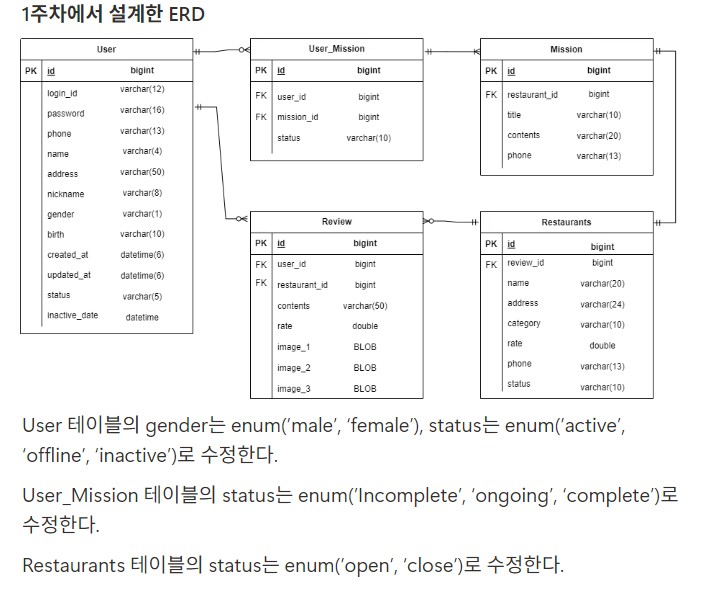 1주차에서 설계한 ERD
User
PK id bigint
login_id varchar(12)
password varchar(16)
phone varchar(13)
name varchar(4)
address varchar(50)
nickname varchar(8)
gender varchar(1)
birth varchar(10)
created_at datetime(6)
updated_at datetime(6)
status varchar(5)
inactive_date datetime
User_Mission
PK id bigint
FK user_id bigint
FK mission_id bigint
status varchar(10)
Mission
PK id bigint
FK restaurant_id bigint
title varchar(10)
contents varchar(20)
phone varchar(13)
Review
PK id bigint
FK user_id bigint
FK restaurant_id bigint
contents varchar(50)
rate double
image_1 BLOB
image_2 BLOB
image_3 BLOB
Restaurants
PK id bigint
FK review_id bigint
name varchar(20)
address varchar(24)
category varchar(10)
rate double
phone varchar(13)
status varchar(10)
User 테이블의 gender는 enum(’male’, ‘female’), status는 enum(’active’,
‘offline’, ‘inactive’)로 수정한다.
User_Mission 테이블의 status는 enum(’Incomplete’, ‘ongoing’, ‘complete’)로
수정한다.
Restaurants 테이블의 status는 enum(’open’, ‘close’)로 수정한다.